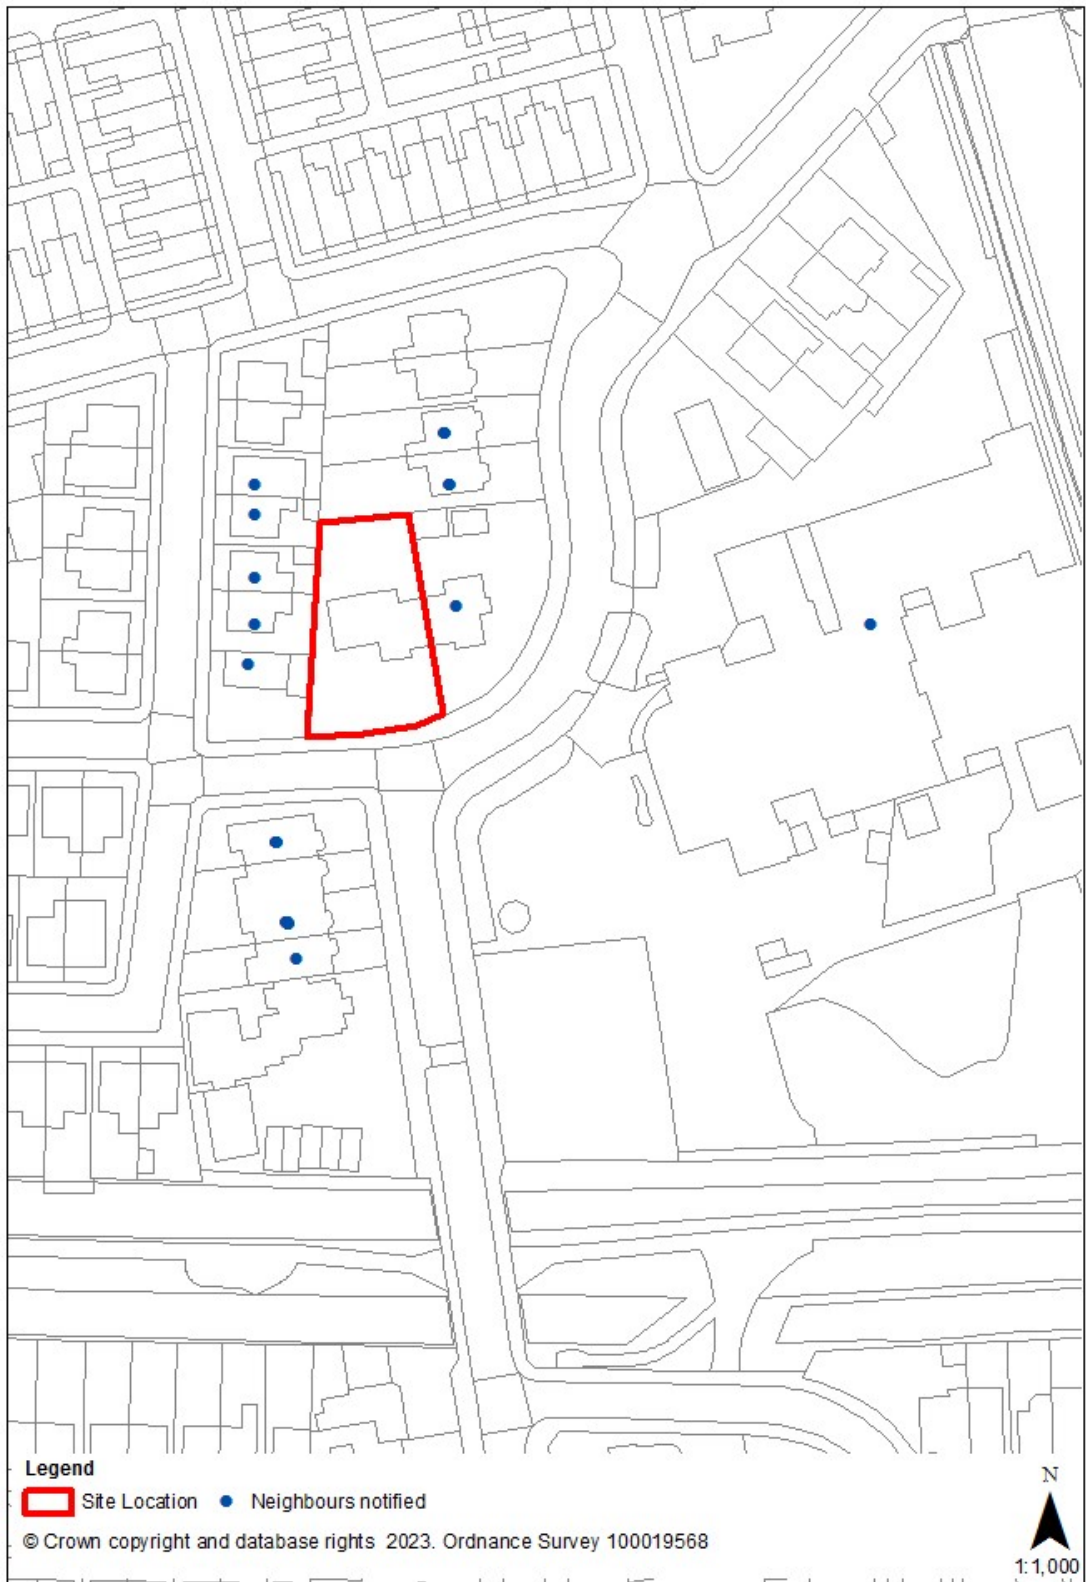 Legend
Site Location Neighbours notified
© Crown copyright and database rights 2023. Ordnance Survey 100019568
N
1:1,000